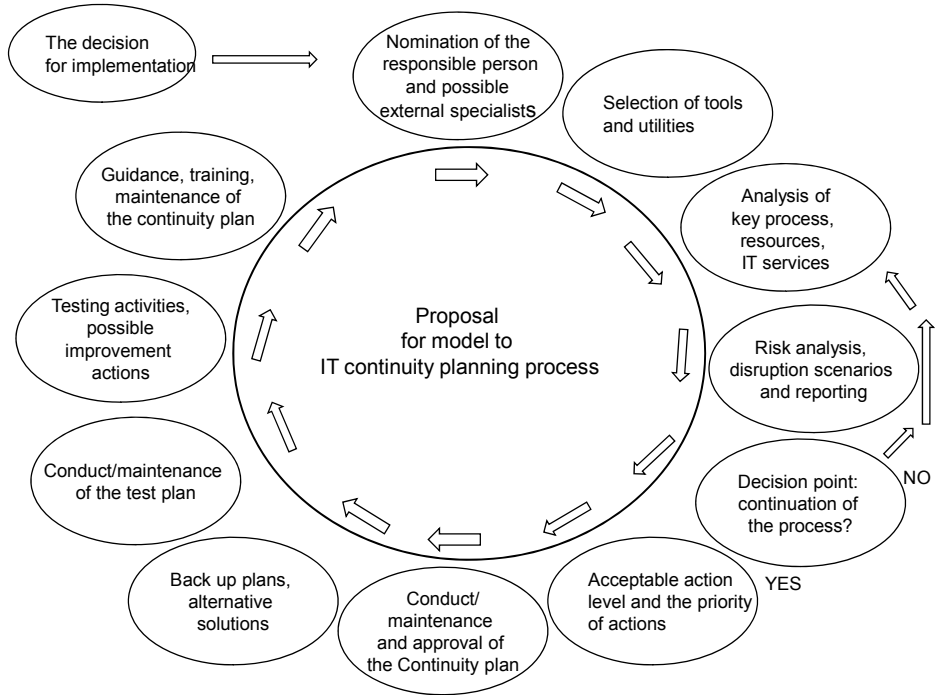 The decision
for implementation
Nomination of the
responsible person
and possible
external specialists
Selection of tools
and utilities
Analysis of
key process,
resources,
IT services
Risk analysis,
disruption scenarios
and reporting
Decision point:
continuation of
the process?
NO
YES
Acceptable action
level and the priority
of actions
Conduct/
maintenance
and approval of
the Continuity plan
Back up plans,
alternative
solutions
Conduct/maintenance
of the test plan
Testing activities,
possible
improvement
actions
Guidance, training,
maintenance of
the continuity plan
Proposal
for model to
IT continuity planning process